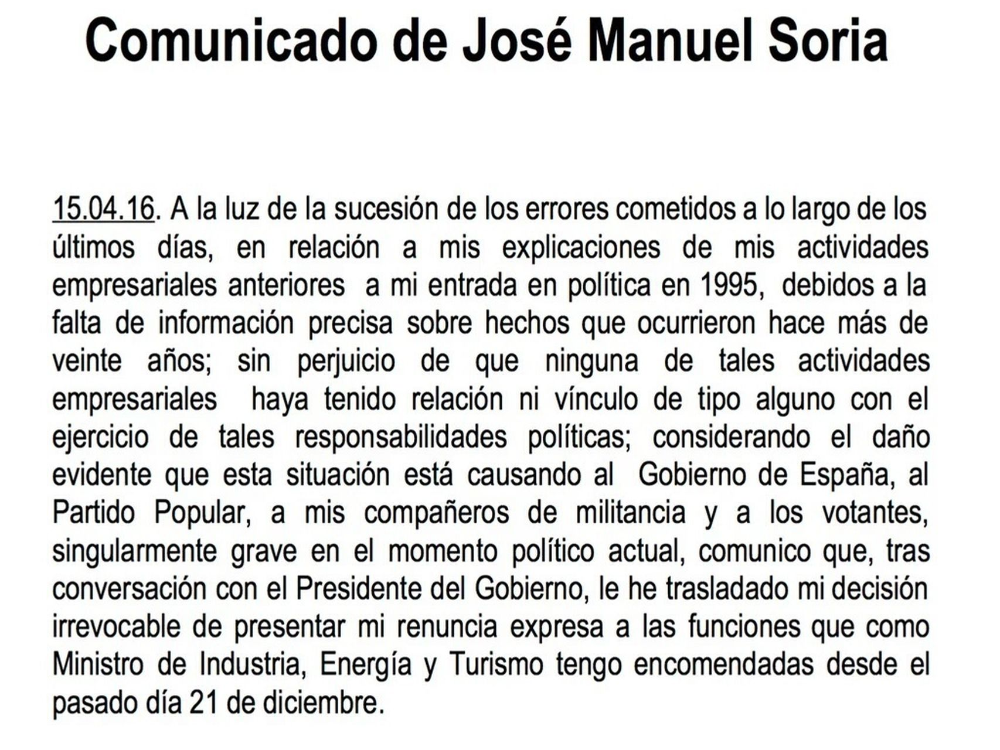 Comunicado de José Manuel Soria
15.04.16. A la luz de la sucesión de los errores cometidos a lo largo de los
últimos días, en relación a mis explicaciones de mis actividades
empresariales anteriores a mi entrada en política en 1995, debidos a la
falta de información precisa sobre hechos que ocurrieron hace más de
veinte años; sin perjuicio de que ninguna de tales actividades
empresariales haya tenido relación ni vínculo de tipo alguno con el
ejercicio de tales responsabilidades políticas; considerando el daño
evidente que esta situación está causando al Gobierno de España, al
Partido Popular, a mis compañeros de militancia y a los votantes,
singularmente grave en el momento político actual, comunico que, tras
conversación con el Presidente del Gobierno, le he trasladado mi decisión
irrevocable de presentar mi renuncia expresa a las funciones que como
Ministro de Industria, Energía y Turismo tengo encomendadas desde el
pasado día 21 de diciembre.